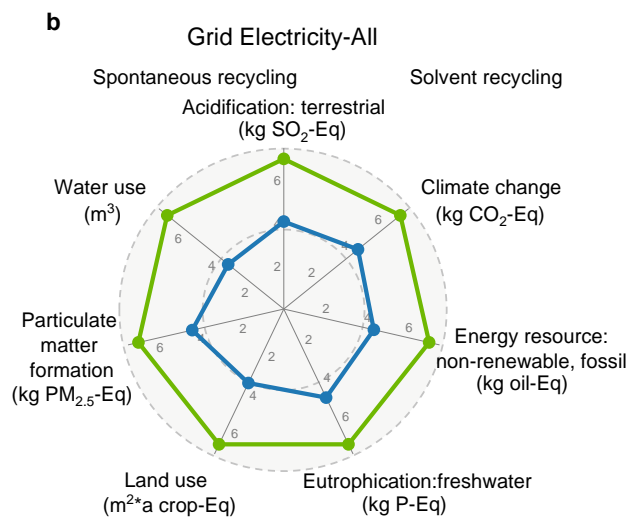 b
Grid Electricity-All
Spontaneous recycling
Solvent recycling
Acidification: terrestrial
(kg SO₂-Eq)
Water use
(m³)
Climate change
(kg CO₂-Eq)
6
6
6
4
4
4
2
2
2
2
2
2
2
4
4
4
4
6
6
6
6
Particulate
matter
formation
(kg PM₂.₅-Eq)
Energy resource:
non-renewable, fossil
(kg oil-Eq)
Land use
(m²*a crop-Eq)
Eutrophication:freshwater
(kg P-Eq)